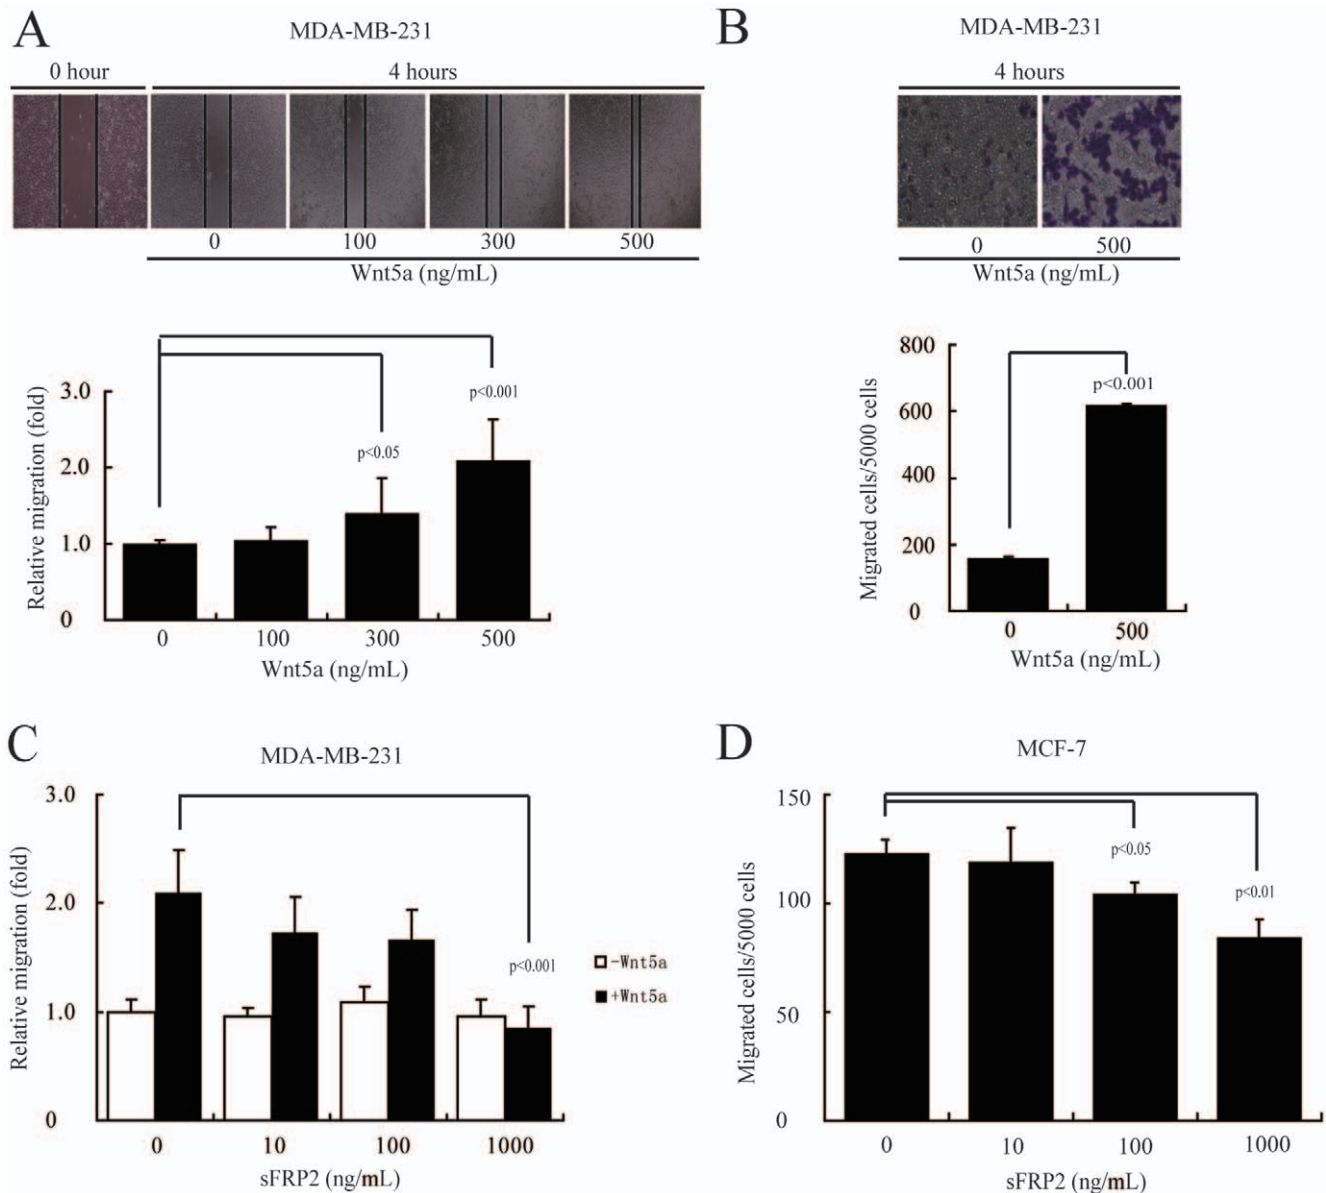 A
MDA-MB-231
0 hour
4 hours
0
100
300
500
Wnt5a (ng/mL)
Relative migration (fold)
3.0
2.0
1.0
0
p<0.05
p<0.001
0
100
300
500
Wnt5a (ng/mL)
B
MDA-MB-231
4 hours
0
500
Wnt5a (ng/mL)
Migrated cells/5000 cells
800
600
400
200
0
p<0.001
0
500
Wnt5a (ng/mL)
C
MDA-MB-231
Relative migration (fold)
3.0
2.0
1.0
0
p<0.001
-Wnt5a
+Wnt5a
0
10
100
1000
sFRP2 (ng/mL)
D
MCF-7
Migrated cells/5000 cells
150
100
50
0
p<0.05
p<0.01
0
10
100
1000
sFRP2 (ng/mL)